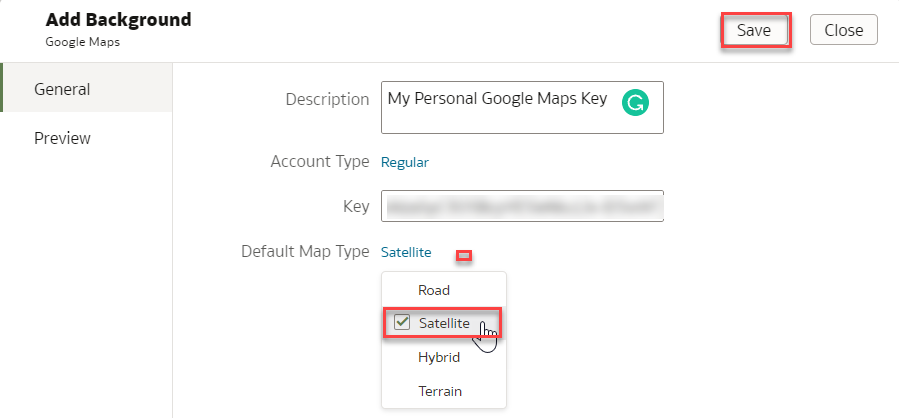 Add Background
Google Maps
Save
Close
General
Preview
Description
My Personal Google Maps Key
Account Type
Regular
Key
Default Map Type
Satellite
Road
Satellite
Hybrid
Terrain